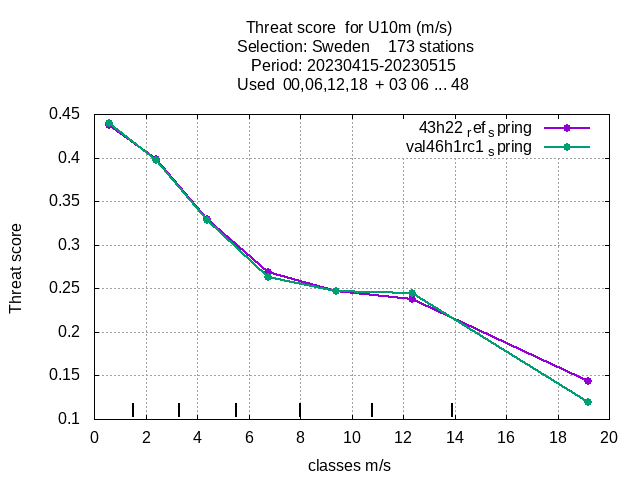 Threat score for U10m (m/s)
Selection: Sweden 173 stations
Period: 20230415-20230515
Used 00,06,12,18 + 03 06 ... 48
0.45
0.4
0.35
0.3
0.25
0.2
0.15
0.1
Threat score
43h22 ref spring
val46h1rc1 spring
0 2 4 6 8 10 12 14 16 18 20
classes m/s